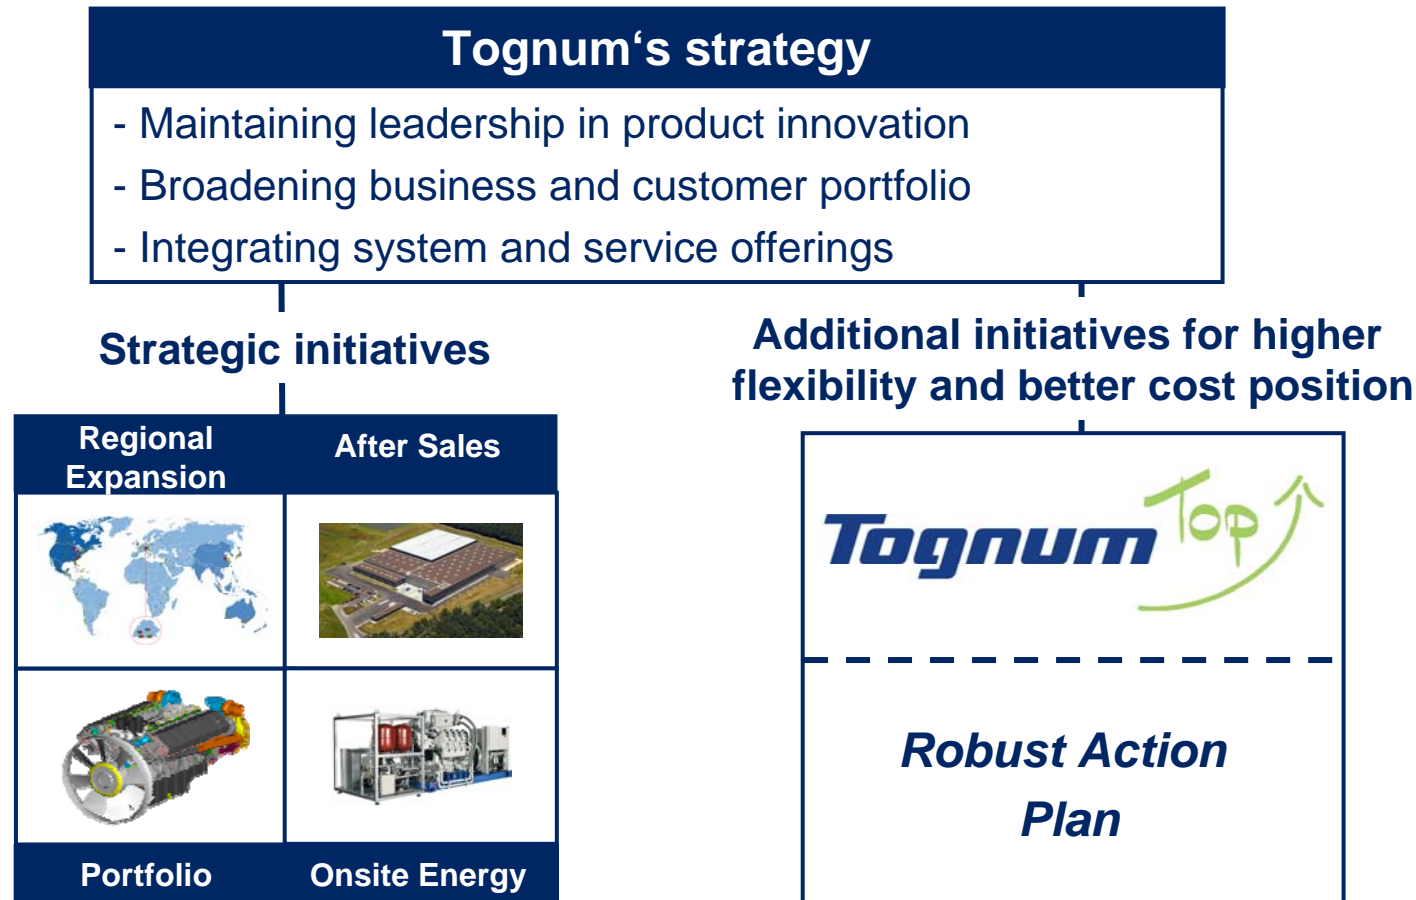 Tognum‘s strategy
- Maintaining leadership in product innovation
- Broadening business and customer portfolio
- Integrating system and service offerings
Strategic initiatives
Additional initiatives for higher
flexibility and better cost position
Regional
Expansion
After Sales
Portfolio
Onsite Energy
Tognum Top
Robust Action
Plan